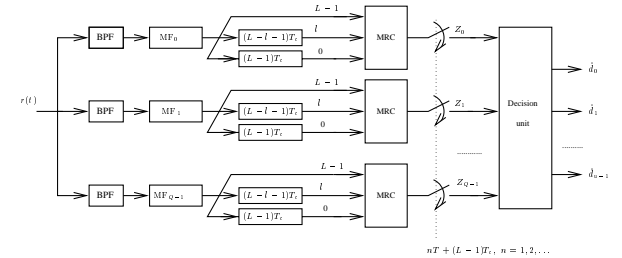 L − 1
BPF MF₀ (L − l − 1)T_c l MRC Z₀
(L − 1)T_c 0
d̂₀
r(t)
L − 1
BPF MF₁ (L − l − 1)T_c l MRC Z₁ Decision unit d̂₁
(L − 1)T_c 0
............ ............
L − 1
BPF MF_{Q−1} (L − l − 1)T_c l MRC Z_{Q−1} d̂_{n−1}
(L − 1)T_c 0
nT + (L − 1)T_c, n = 1, 2, ...